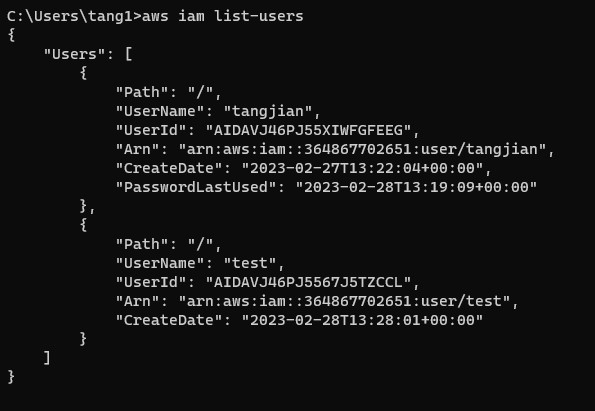 C:\Users\tang1>aws iam list-users
{
    "Users": [
        {
            "Path": "/",
            "UserName": "tangjian",
            "UserId": "AIDAVJ46PJ55XIWFGFEEG",
            "Arn": "arn:aws:iam::364867702651:user/tangjian",
            "CreateDate": "2023-02-27T13:22:04+00:00",
            "PasswordLastUsed": "2023-02-28T13:19:09+00:00"
        },
        {
            "Path": "/",
            "UserName": "test",
            "UserId": "AIDAVJ46PJ5567J5TZCCL",
            "Arn": "arn:aws:iam::364867702651:user/test",
            "CreateDate": "2023-02-28T13:28:01+00:00"
        }
    ]
}